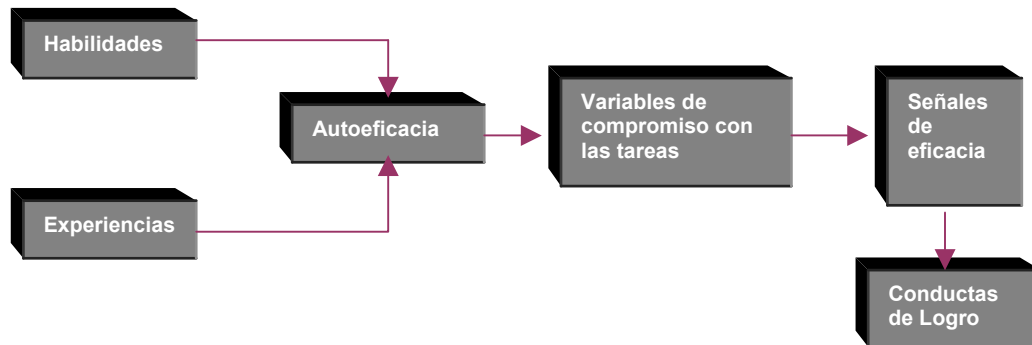 Habilidades
Experiencias
Autoeficacia
Variables de
compromiso con
las tareas
Señales
de
eficacia
Conductas
de Logro